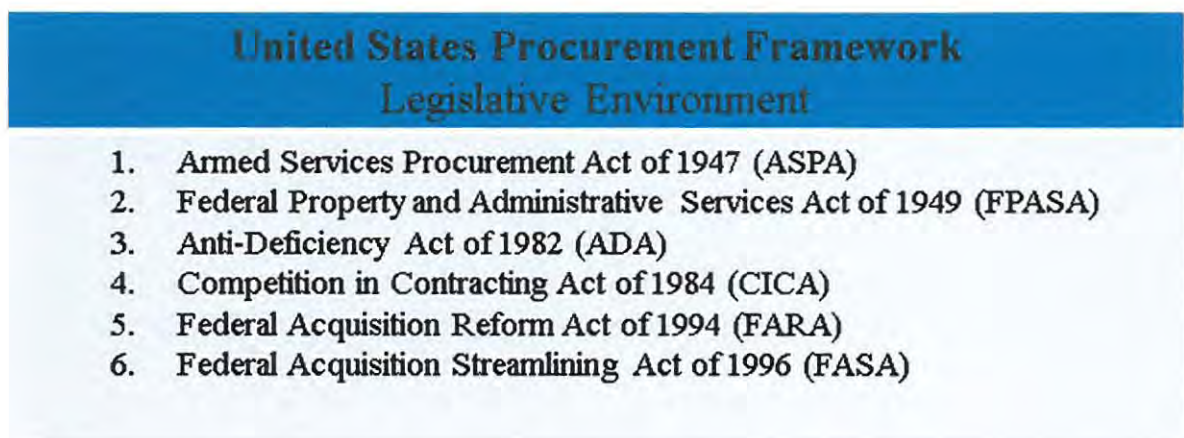 United States Procurement Framework
Legislative Environment
1. Armed Services Procurement Act of 1947 (ASPA)
2. Federal Property and Administrative Services Act of 1949 (FPASA)
3. Anti-Deficiency Act of 1982 (ADA)
4. Competition in Contracting Act of 1984 (CICA)
5. Federal Acquisition Reform Act of 1994 (FARA)
6. Federal Acquisition Streamlining Act of 1996 (FASA)